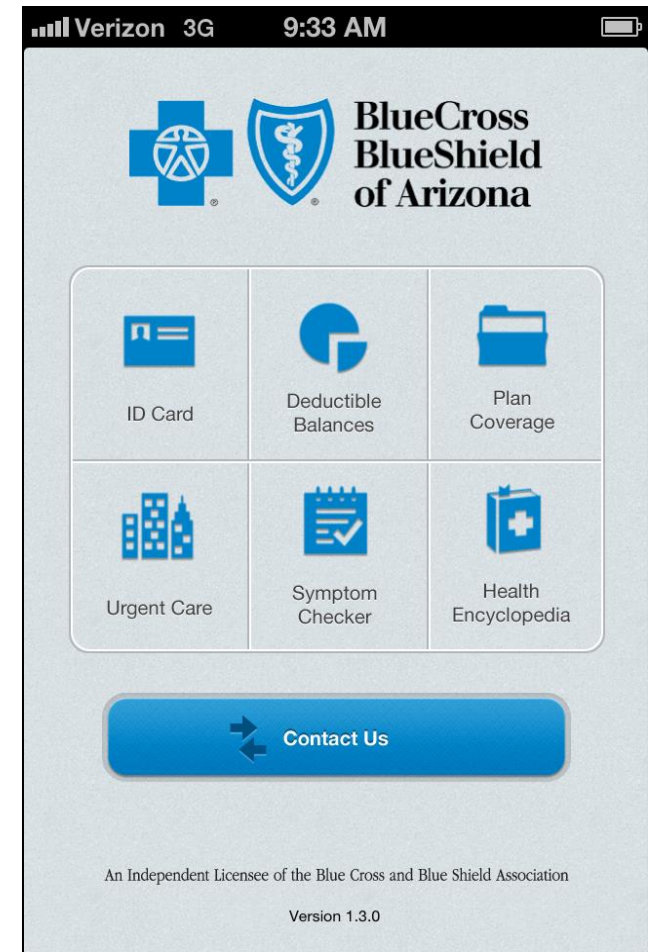 Verizon 3G 9:33 AM
BlueCross
BlueShield
of Arizona
® ®
ID Card
Deductible
Balances
Plan
Coverage
Urgent Care
Symptom
Checker
Health
Encyclopedia
Contact Us
An Independent Licensee of the Blue Cross and Blue Shield Association
Version 1.3.0